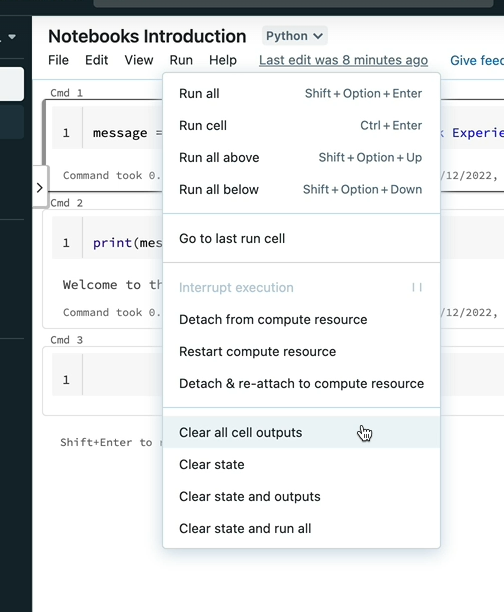 Notebooks Introduction Python
File Edit View Run Help Last edit was 8 minutes ago Give
Cmd 1
1 message =
Command took 0. /12/2022,
Run all Shift+Option+Enter
Run cell Ctrl+Enter
Run all above Shift+Option+Up
Run all below Shift+Option+Down
Go to last run cell
Interrupt execution
Detach from compute resource
Restart compute resource
Detach & re-attach to compute resource
Clear all cell outputs
Clear state
Clear state and outputs
Clear state and run all
Cmd 2
1 print(
Welcome to
Command took 0. /12/2022,
Cmd 3
1
Shift+Enter to